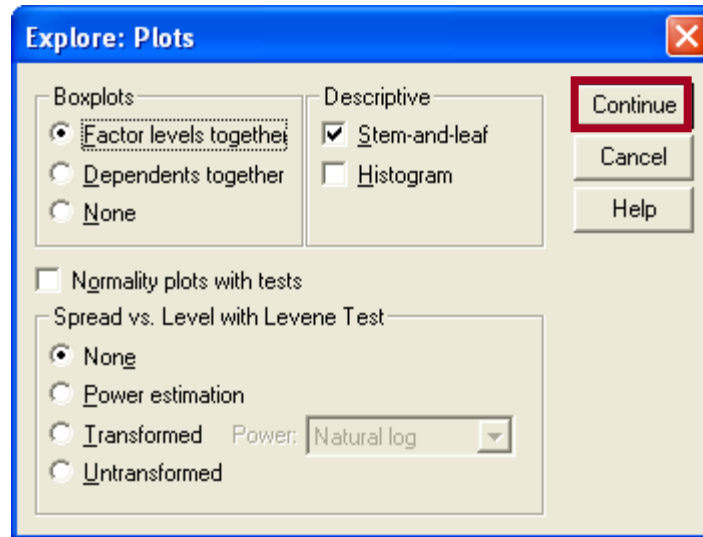 Explore: Plots
Boxplots
Factor levels together
Dependents together
None
Descriptive
Stem-and-leaf
Histogram
Continue
Cancel
Help
Normality plots with tests
Spread vs. Level with Levene Test
None
Power estimation
Transformed Power: Natural log
Untransformed